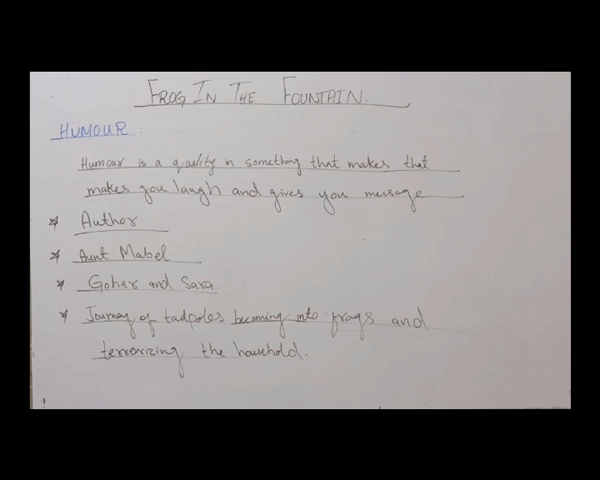 FROG IN THE FOUNTAIN.
HUMOUR :
Humour is a quality in something that makes that
makes you laugh and gives you message
* Author
* Aunt Mabel.
* Gohar and Sara
* Journey of tadpoles becoming into frogs and
terrorizing the household.